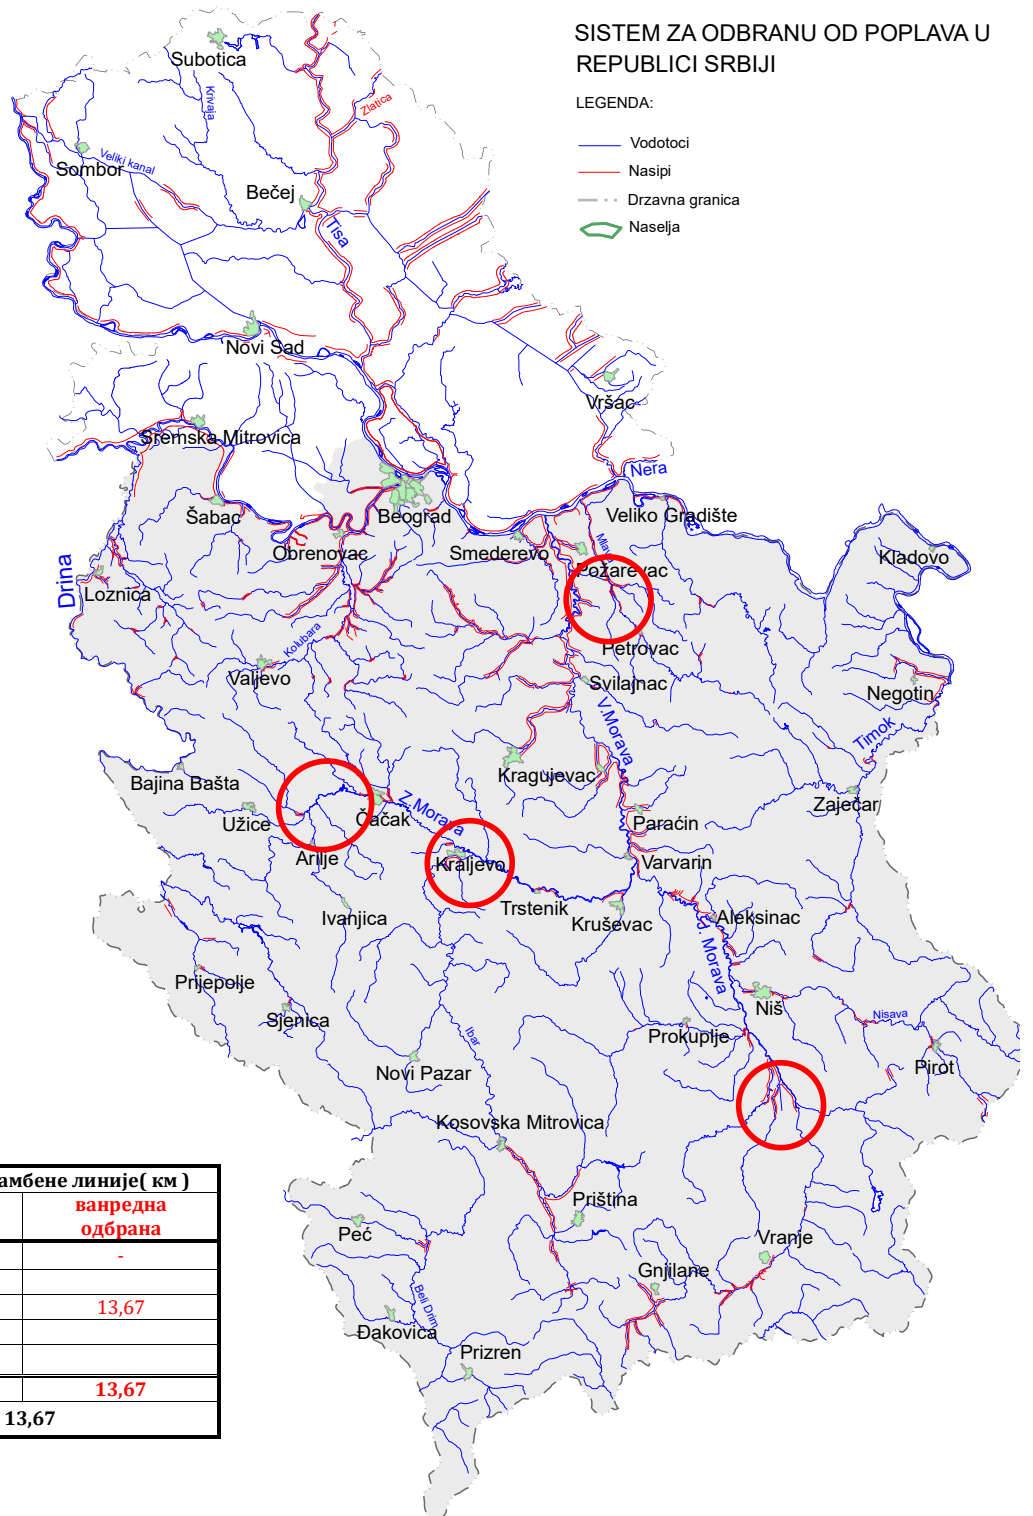 SISTEM ZA ODBRANU OD POPLAVA U
REPUBLICI SRBIJI
LEGENDA:
Vodotoci
Nasipi
Drzavna granica
Naselja
Subotica
Krivaja
Zlatica
Sombor
Veliki kanal
Bečej
Tisa
Novi Sad
Vršac
Sremska Mitrovica
Nera
Šabac
Beograd
Veliko Gradište
Obrenovac
Smederevo
Mlava
Kladovo
Drina
Loznica
Požarevac
Kolubara
Petrovac
Valjevo
Svilajnac
Negotin
V.Morava
Timok
Bajina Bašta
Kragujevac
Zaječar
Užice
Čačak
Z.Morava
Paraćin
Arilje
Kraljevo
Varvarin
Ivanjica
Trstenik
Kruševac
Aleksinac
J. Morava
Prijepolje
Niš
Sjenica
Ibar
Prokuplje
Nisava
Novi Pazar
Pirot
Kosovska Mitrovica
амбене линије( км )
ванредна
одбрана
-
13,67
13,67
13,67
Priština
Peć
Vranje
Gnjilane
Beli Drim
Đakovica
Prizren